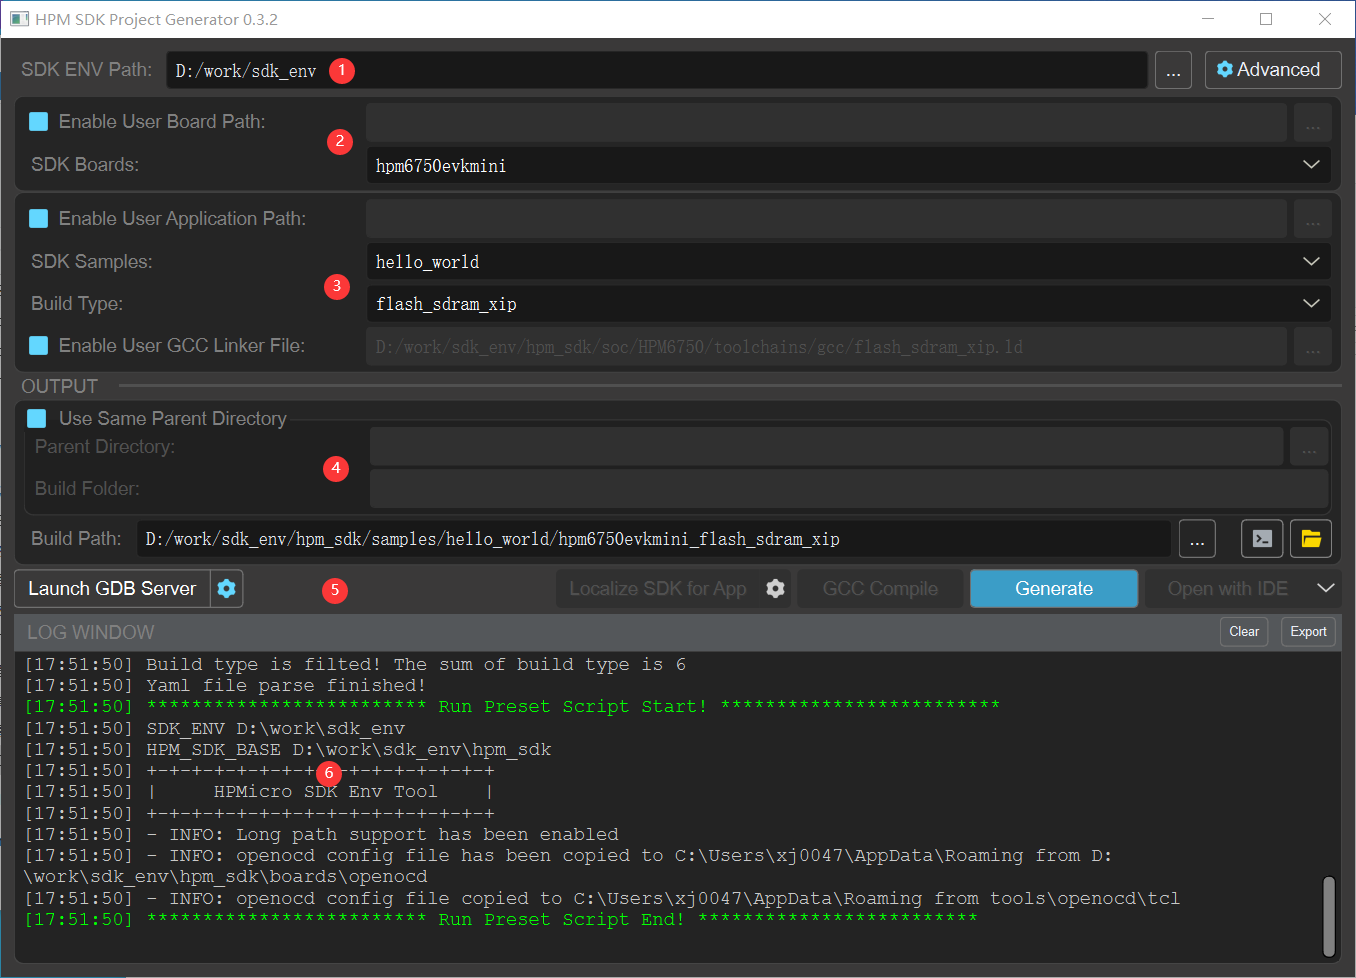 HPM SDK Project Generator 0.3.2
SDK ENV Path: D:/work/sdk_env 1 ... Advanced
Enable User Board Path: ...
2
SDK Boards: hpm6750evkmini
Enable User Application Path: ...
SDK Samples: hello_world
3
Build Type: flash_sdram_xip
Enable User GCC Linker File: D:/work/sdk_env/hpm_sdk/soc/HPM6750/toolchains/gcc/flash_sdram_xip.ld ...
OUTPUT
Use Same Parent Directory
Parent Directory: ...
4
Build Folder:
Build Path: D:/work/sdk_env/hpm_sdk/samples/hello_world/hpm6750evkmini_flash_sdram_xip ...
Launch GDB Server 5 Localize SDK for App GCC Compile Generate Open with IDE
LOG WINDOW Clear Export
[17:51:50] Build type is filted! The sum of build type is 6
[17:51:50] Yaml file parse finished!
[17:51:50] ************************* Run Preset Script Start! *************************
[17:51:50] SDK_ENV D:\work\sdk_env
[17:51:50] HPM_SDK_BASE D:\work\sdk_env\hpm_sdk
[17:51:50] +-+-+-+-+-+-+-+-+-+-+-+-+-+-+-+
6
[17:51:50] | HPMicro SDK Env Tool |
[17:51:50] +-+-+-+-+-+-+-+-+-+-+-+-+-+-+-+
[17:51:50] - INFO: Long path support has been enabled
[17:51:50] - INFO: openocd config file has been copied to C:\Users\xj0047\AppData\Roaming from D:
\work\sdk_env\hpm_sdk\boards\openocd
[17:51:50] - INFO: openocd config file copied to C:\Users\xj0047\AppData\Roaming from tools\openocd\tcl
[17:51:50] ************************* Run Preset Script End! *************************